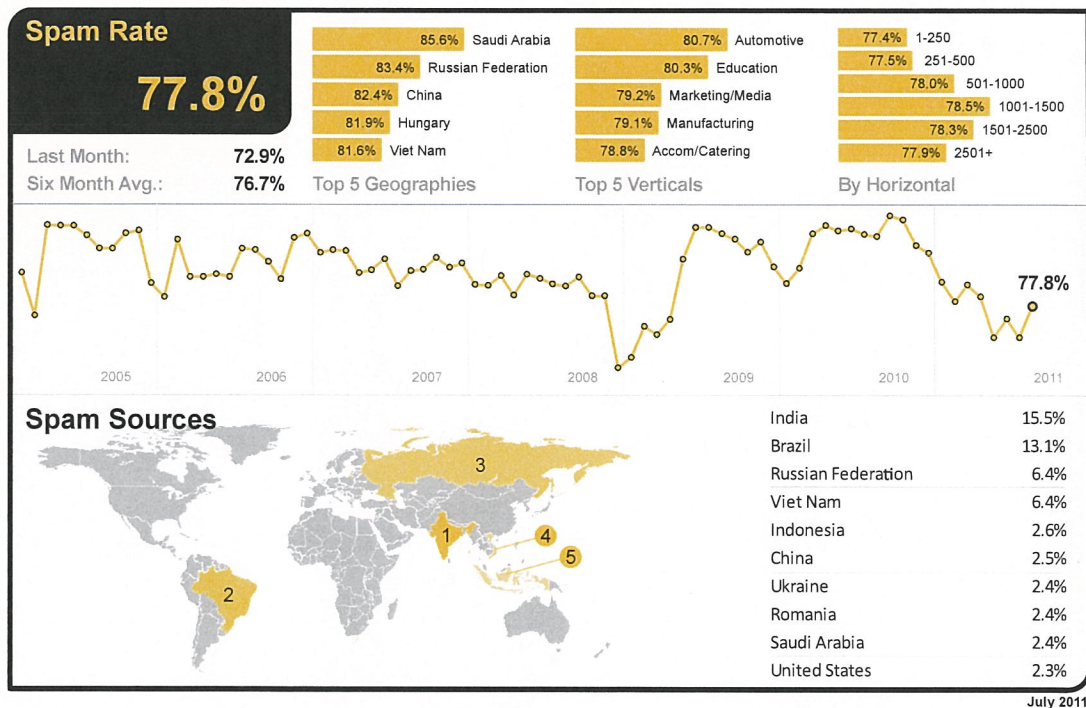 Spam Rate
77.8%
Last Month: 72.9%
Six Month Avg.: 76.7%
85.6% Saudi Arabia
83.4% Russian Federation
82.4% China
81.9% Hungary
81.6% Viet Nam
Top 5 Geographies
80.7% Automotive
80.3% Education
79.2% Marketing/Media
79.1% Manufacturing
78.8% Accom/Catering
Top 5 Verticals
77.4% 1-250
77.5% 251-500
78.0% 501-1000
78.5% 1001-1500
78.3% 1501-2500
77.9% 2501+
By Horizontal
77.8%
2005 2006 2007 2008 2009 2010 2011
Spam Sources
1
2
3
4
5
India 15.5%
Brazil 13.1%
Russian Federation 6.4%
Viet Nam 6.4%
Indonesia 2.6%
China 2.5%
Ukraine 2.4%
Romania 2.4%
Saudi Arabia 2.4%
United States 2.3%
July 2011